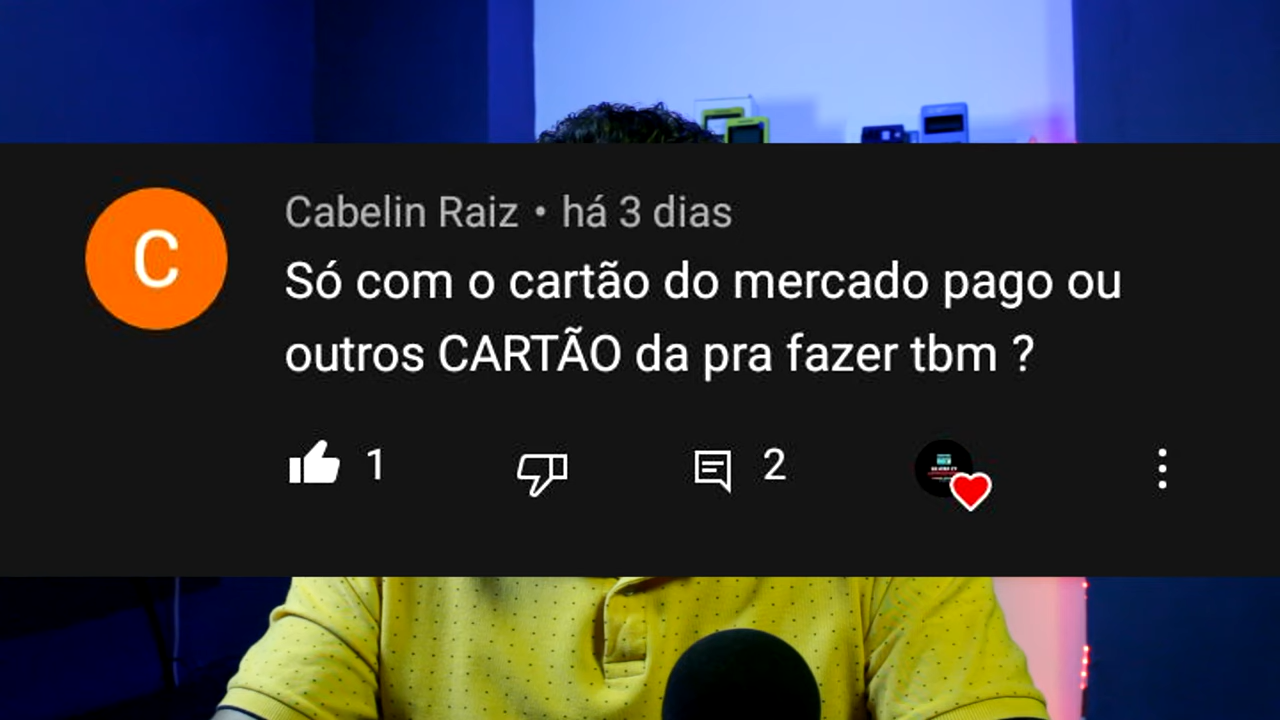 C
Cabelin Raiz • há 3 dias
Só com o cartão do mercado pago ou
outros CARTÃO da pra fazer tbm ?
1
2